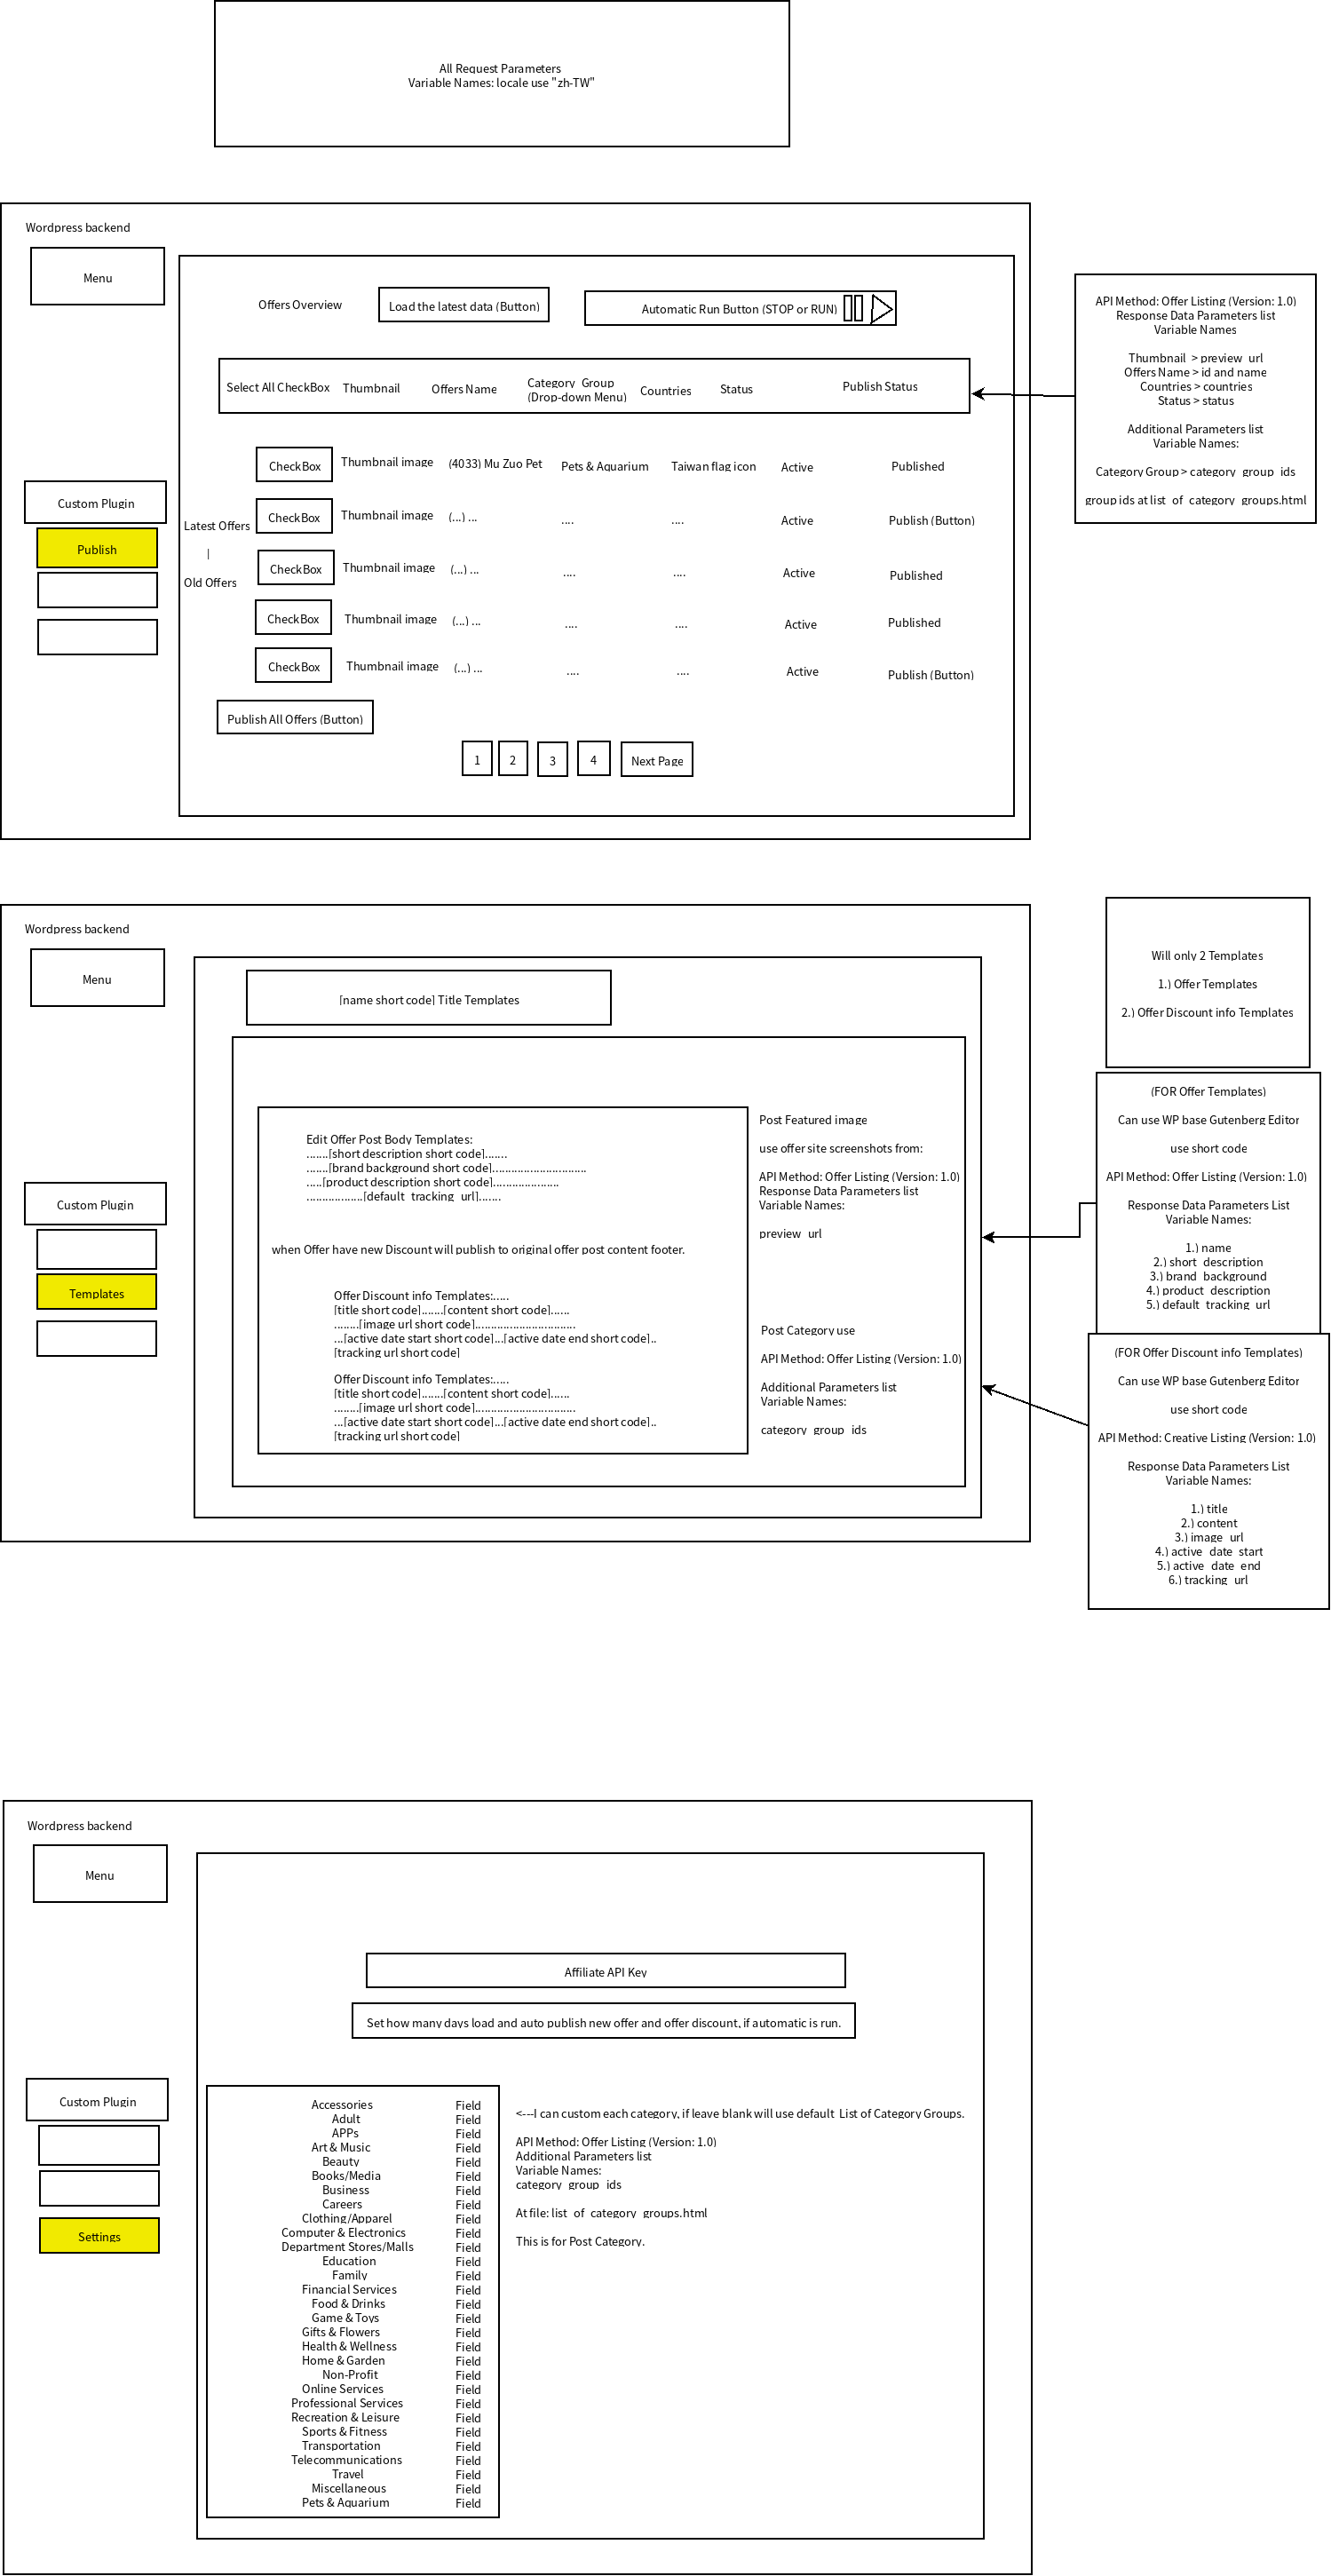 All Request Parameters
Variable Names: locale use "zh-TW"
Wordpress backend
Menu
Offers Overview
Load the latest data (Button)
Automatic Run Button (STOP or RUN)
Select All CheckBox
Thumbnail
Offers Name
Category_Group
(Drop-down Menu)
Countries
Status
Publish Status
API Method: Offer Listing (Version: 1.0)
Response Data Parameters list
Variable Names
Thumbnail > preview_url
Offers Name > id and name
Countries > countries
Status > status
Additional Parameters list
Variable Names:
Category Group > category_group_ids
group ids at list_of_category_groups.html
CheckBox
Thumbnail image
(4033) Mu Zuo Pet
Pets & Aquarium
Taiwan flag icon
Active
Published
Custom Plugin
Publish
Latest Offers
|
Old Offers
CheckBox
Thumbnail image
(...) ...
....
....
Active
Publish (Button)
CheckBox
Thumbnail image
(...) ...
....
....
Active
Published
CheckBox
Thumbnail image
(...) ...
....
....
Active
Published
CheckBox
Thumbnail image
(...) ...
....
....
Active
Publish (Button)
Publish All Offers (Button)
1
2
3
4
Next Page
Wordpress backend
Menu
[name short code] Title Templates
Will only 2 Templates
1.) Offer Templates
2.) Offer Discount info Templates
Custom Plugin
Templates
Edit Offer Post Body Templates:
.......[short description short code].......
.......[brand background short code].............................
.....[product description short code].....................
..................[default_tracking_url].......
when Offer have new Discount will publish to original offer post content footer.
Offer Discount info Templates:.....
[title short code].......[content short code]......
........[image url short code]...............................
...[active date start short code]...[active date end short code]..
[tracking url short code]
Offer Discount info Templates:.....
[title short code].......[content short code]......
........[image url short code]...............................
...[active date start short code]...[active date end short code]..
[tracking url short code]
Post Featured image
use offer site screenshots from:
API Method: Offer Listing (Version: 1.0)
Response Data Parameters list
Variable Names:
preview_url
Post Category use
API Method: Offer Listing (Version: 1.0)
Additional Parameters list
Variable Names:
category_group_ids
(FOR Offer Templates)
Can use WP base Gutenberg Editor
use short code
API Method: Offer Listing (Version: 1.0)
Response Data Parameters List
Variable Names:
1.) name
2.) short_description
3.) brand_background
4.) product_description
5.) default_tracking_url
(FOR Offer Discount info Templates)
Can use WP base Gutenberg Editor
use short code
API Method: Creative Listing (Version: 1.0)
Response Data Parameters List
Variable Names:
1.) title
2.) content
3.) image_url
4.) active_date_start
5.) active_date_end
6.) tracking_url
Wordpress backend
Menu
Affiliate API Key
Set how many days load and auto publish new offer and offer discount, if automatic is run.
Custom Plugin
Settings
Accessories Field
Adult Field
APPs Field
Art & Music Field
Beauty Field
Books/Media Field
Business Field
Careers Field
Clothing/Apparel Field
Computer & Electronics Field
Department Stores/Malls Field
Education Field
Family Field
Financial Services Field
Food & Drinks Field
Game & Toys Field
Gifts & Flowers Field
Health & Wellness Field
Home & Garden Field
Non-Profit Field
Online Services Field
Professional Services Field
Recreation & Leisure Field
Sports & Fitness Field
Transportation Field
Telecommunications Field
Travel Field
Miscellaneous Field
Pets & Aquarium Field
<---I can custom each category, if leave blank will use default List of Category Groups.
API Method: Offer Listing (Version: 1.0)
Additional Parameters list
Variable Names:
category_group_ids
At file: list_of_category_groups.html
This is for Post Category.